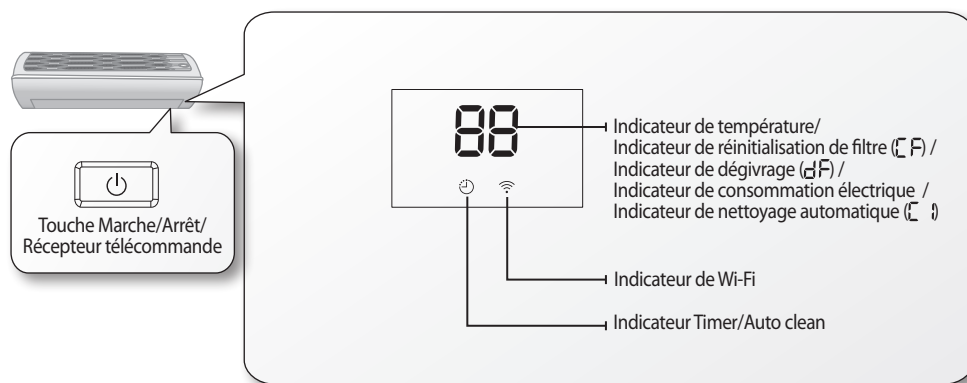 88
Indicateur de température/
Indicateur de réinitialisation de filtre (CF) /
Indicateur de dégivrage (dF) /
Indicateur de consommation électrique /
Indicateur de nettoyage automatique (C l)
Indicateur de Wi-Fi
Indicateur Timer/Auto clean
Touche Marche/Arrêt/
Récepteur télécommande